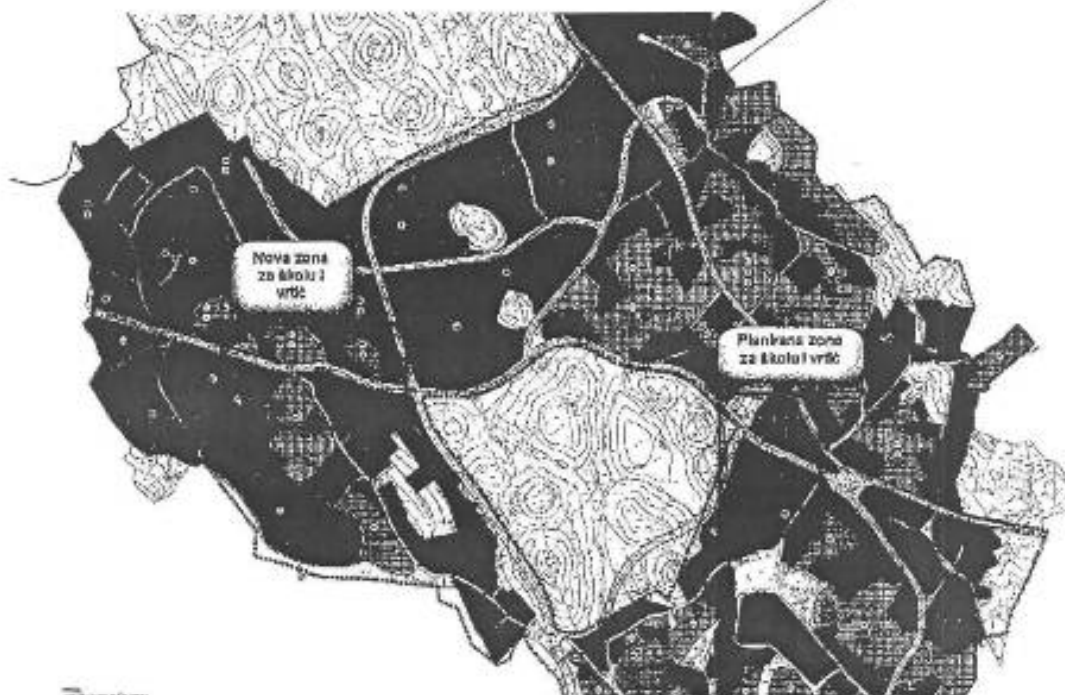 Nova zona
za školu i
vrtić
Planirana zona
za školu i vrtić